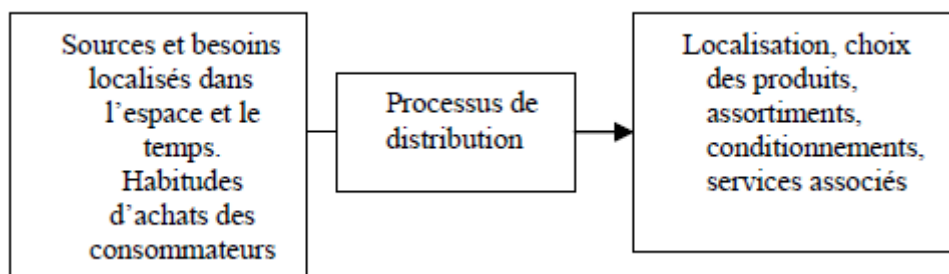 Sources et besoins
localisés dans
l'espace et le
temps.
Habitudes
d'achats des
consommateurs
Processus de
distribution
Localisation, choix
des produits,
assortiments,
conditionnements,
services associés